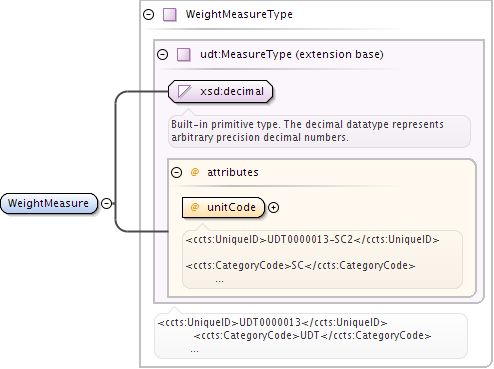 WeightMeasureType
udt:MeasureType (extension base)
xsd:decimal
Built-in primitive type. The decimal datatype represents
arbitrary precision decimal numbers.
@ attributes
@ unitCode
WeightMeasure
<ccts:UniqueID>UDT0000013-SC2</ccts:UniqueID>
<ccts:CategoryCode>SC</ccts:CategoryCode>
...
<ccts:UniqueID>UDT0000013</ccts:UniqueID>
<ccts:CategoryCode>UDT</ccts:CategoryCode>
...